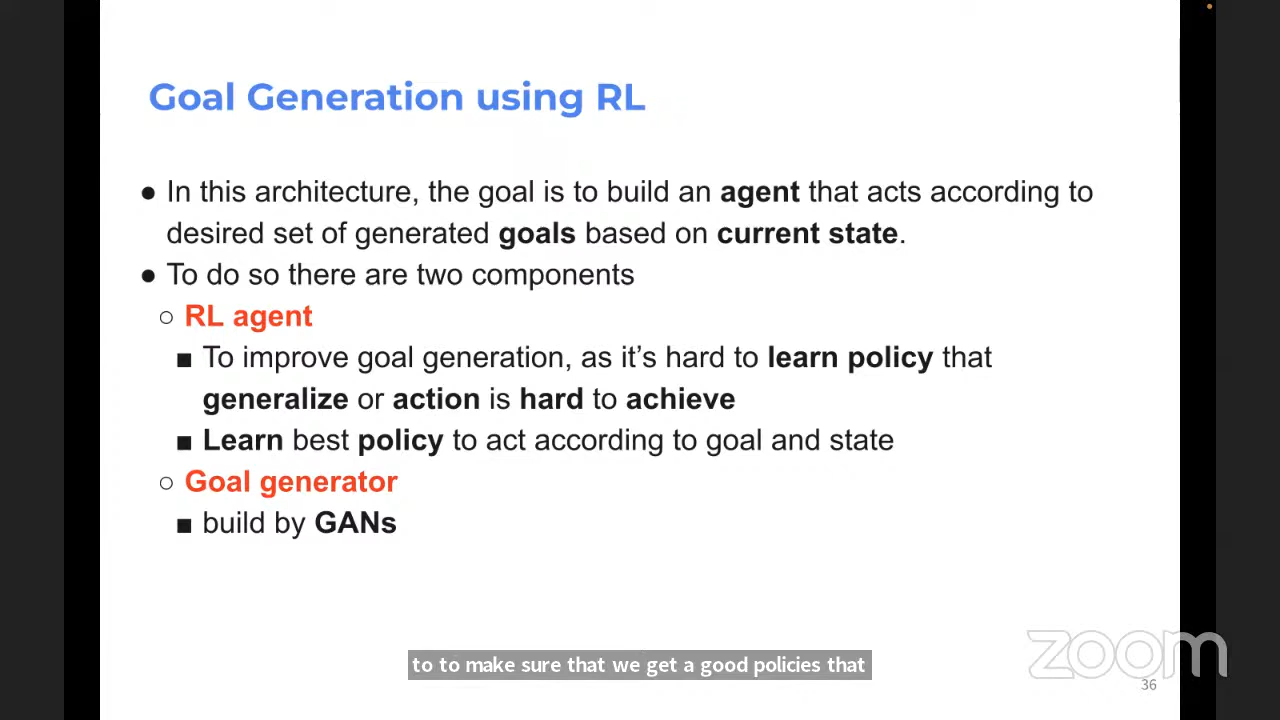 Goal Generation using RL
● In this architecture, the goal is to build an agent that acts according to
desired set of generated goals based on current state.
● To do so there are two components
○ RL agent
■ To improve goal generation, as it’s hard to learn policy that
generalize or action is hard to achieve
■ Learn best policy to act according to goal and state
○ Goal generator
■ build by GANs
to to make sure that we get a good policies that
zoom
36